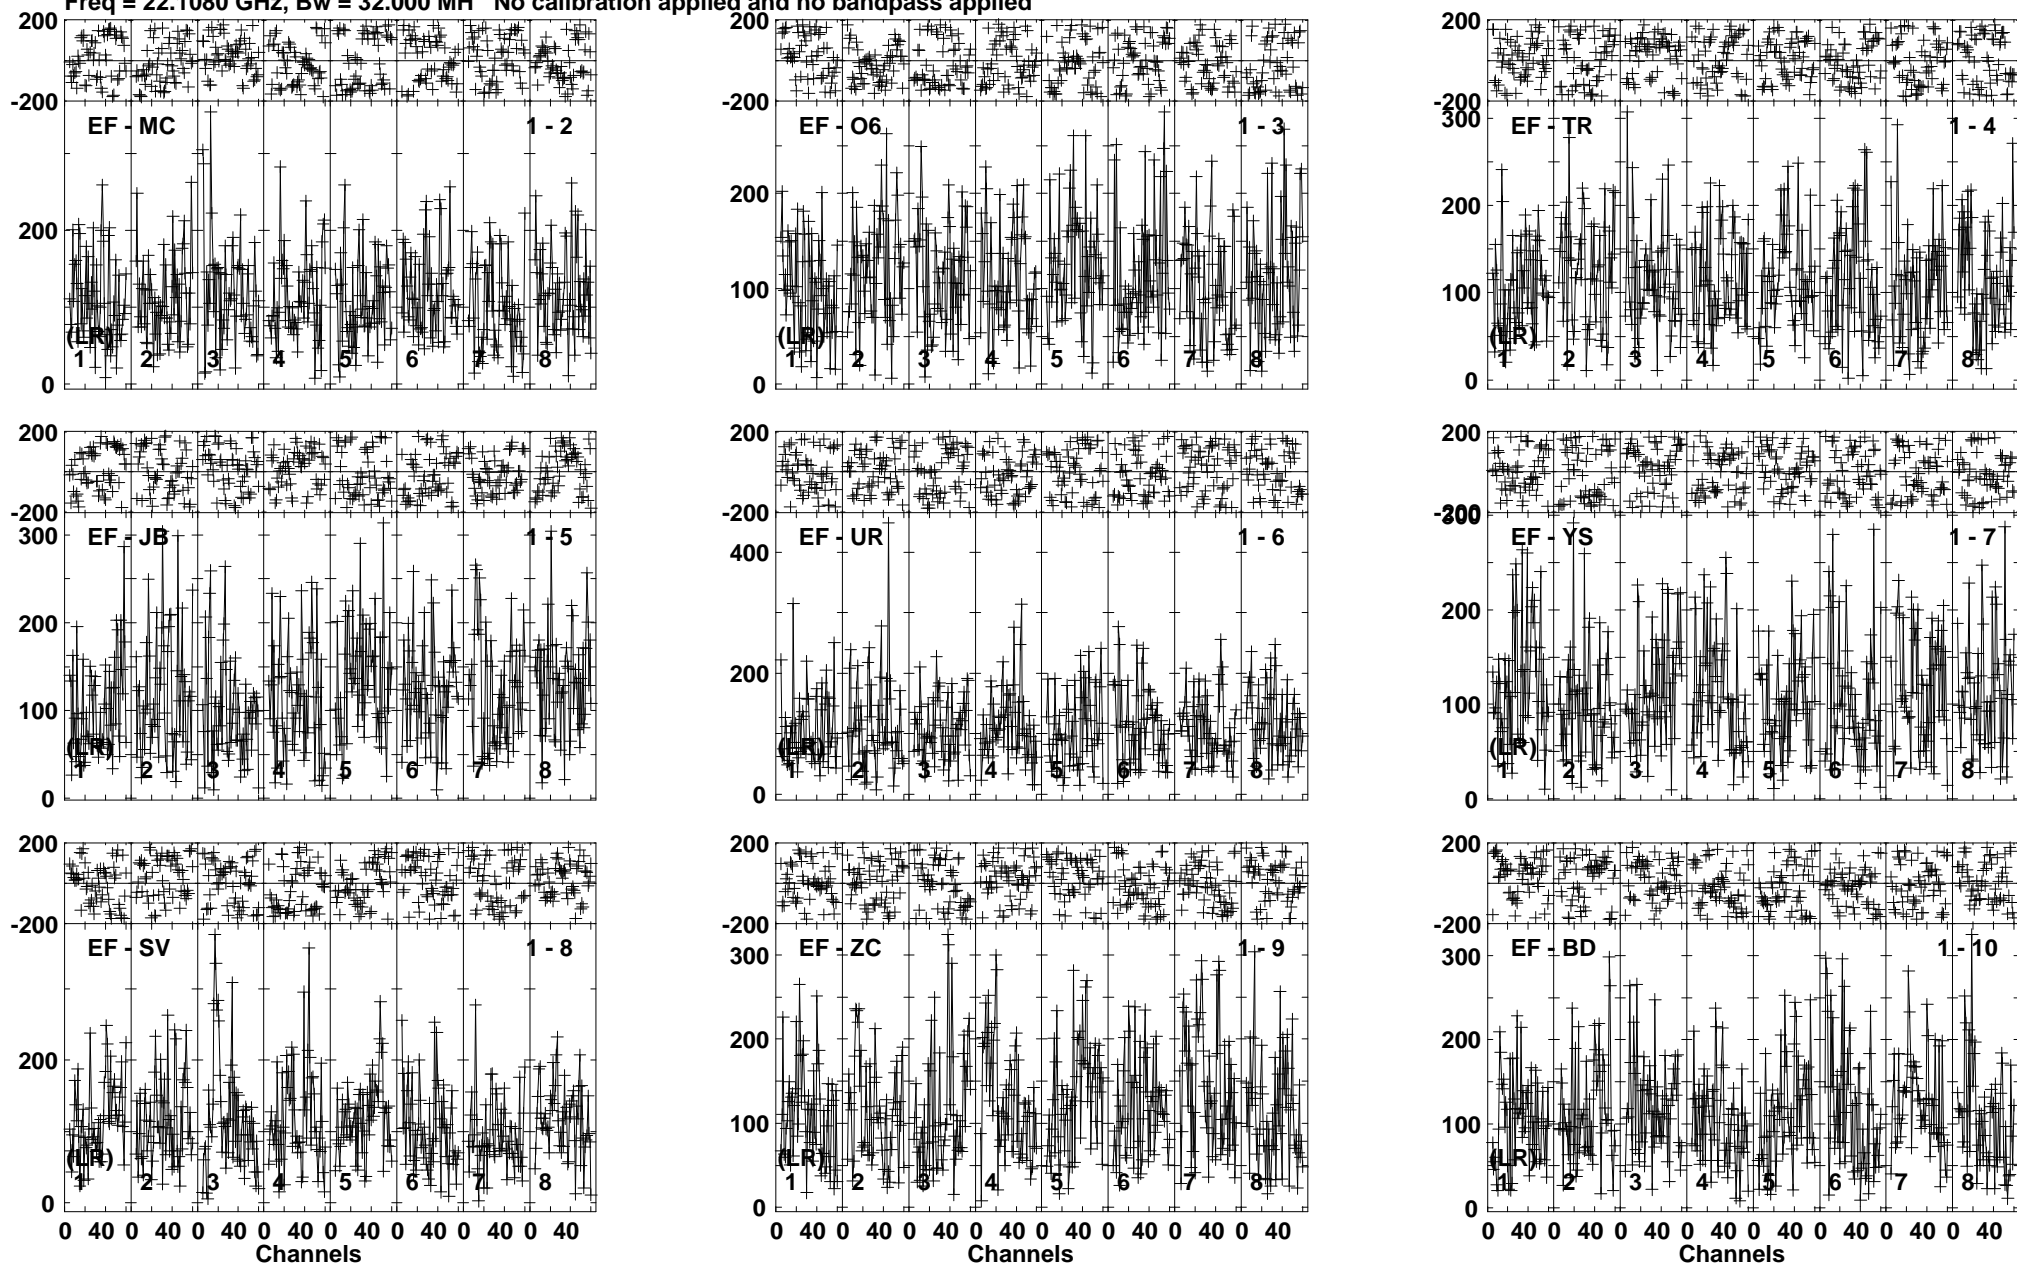 Freq = 22.1080 GHz, Bw = 32.000 MH No calibration applied and no bandpass applied
200 200 200
-200 -200 -200
EF - MC 1 - 2 EF - O6 1 - 3 EF - TR 1 - 4
300
200 200 200
100 100
(LR) (LR) (LR)
1 2 3 4 5 6 7 8 1 2 3 4 5 6 7 8 1 2 3 4 5 6 7 8
0 0 0
200 200 200
-200 -200 -200
300
EF - JB 1 - 5 EF - UR 1 - 6 EF - YS 1 - 7
300 400
200 200 200
100 100
(LR) (LR) (LR)
1 2 3 4 5 6 7 8 1 2 3 4 5 6 7 8 1 2 3 4 5 6 7 8
0 0 0
200 200 200
-200 -200 -200
EF - SV 1 - 8 EF - ZC 1 - 9 EF - BD 1 - 10
300 300
200 200 200
100 100
(LR) (LR) (LR)
1 2 3 4 5 6 7 8 1 2 3 4 5 6 7 8 1 2 3 4 5 6 7 8
0 0 0
0 40 0 40 0 40 0 40 0 40 0 40 0 40 0 40 0 40 0 40 0 40 0 40 0 40 0 40 0 40 0 40 0 40 0 40 0 40 0 40 0 40 0 40 0 40 0 40
Channels Channels Channels